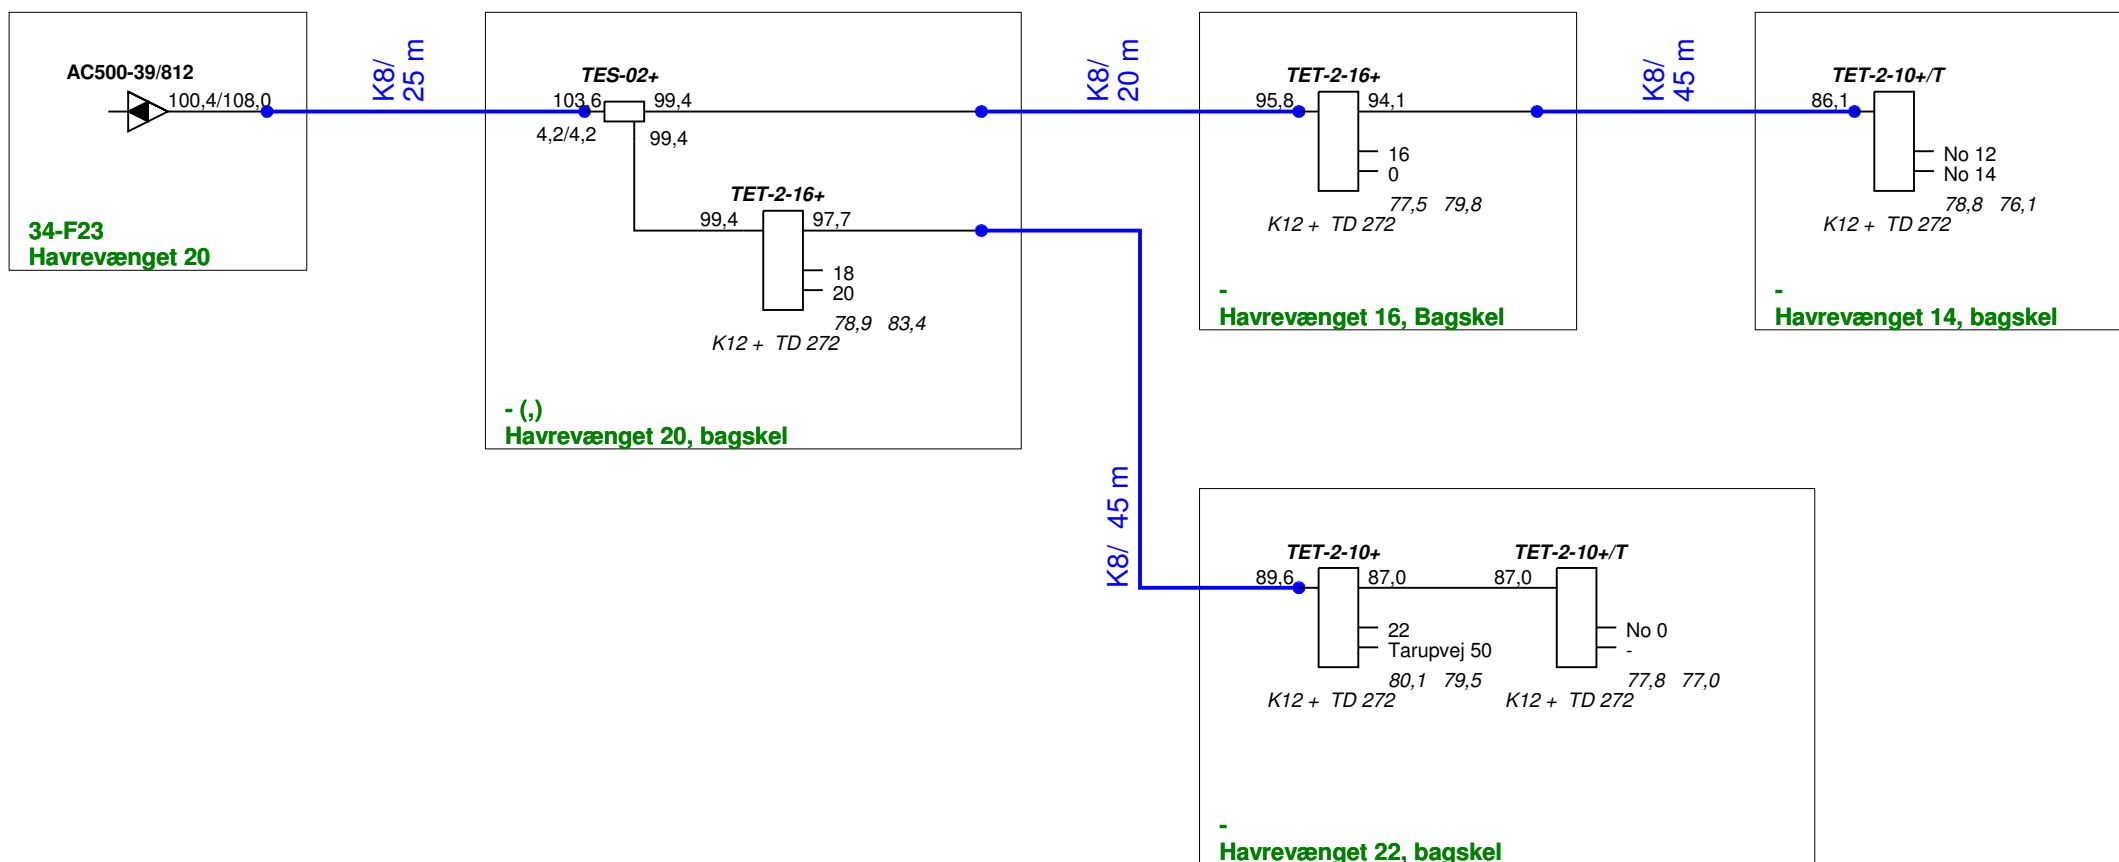 AC500-39/812
100,4/108,0
34-F23
Havrevænget 20
K8/
25 m
TES-02+
103,6
99,4
4,2/4,2
99,4
TET-2-16+
99,4
97,7
18
20
78,9 83,4
K12 + TD 272
- (,)
Havrevænget 20, bagskel
K8/
20 m
TET-2-16+
95,8
94,1
16
0
77,5 79,8
K12 + TD 272
-
Havrevænget 16, Bagskel
K8/
45 m
TET-2-10+/T
86,1
No 12
No 14
78,8 76,1
K12 + TD 272
-
Havrevænget 14, bagskel
K8/ 45 m
TET-2-10+
89,6
87,0
22
Tarupvej 50
80,1 79,5
K12 + TD 272
TET-2-10+/T
87,0
No 0
-
77,8 77,0
K12 + TD 272
-
Havrevænget 22, bagskel